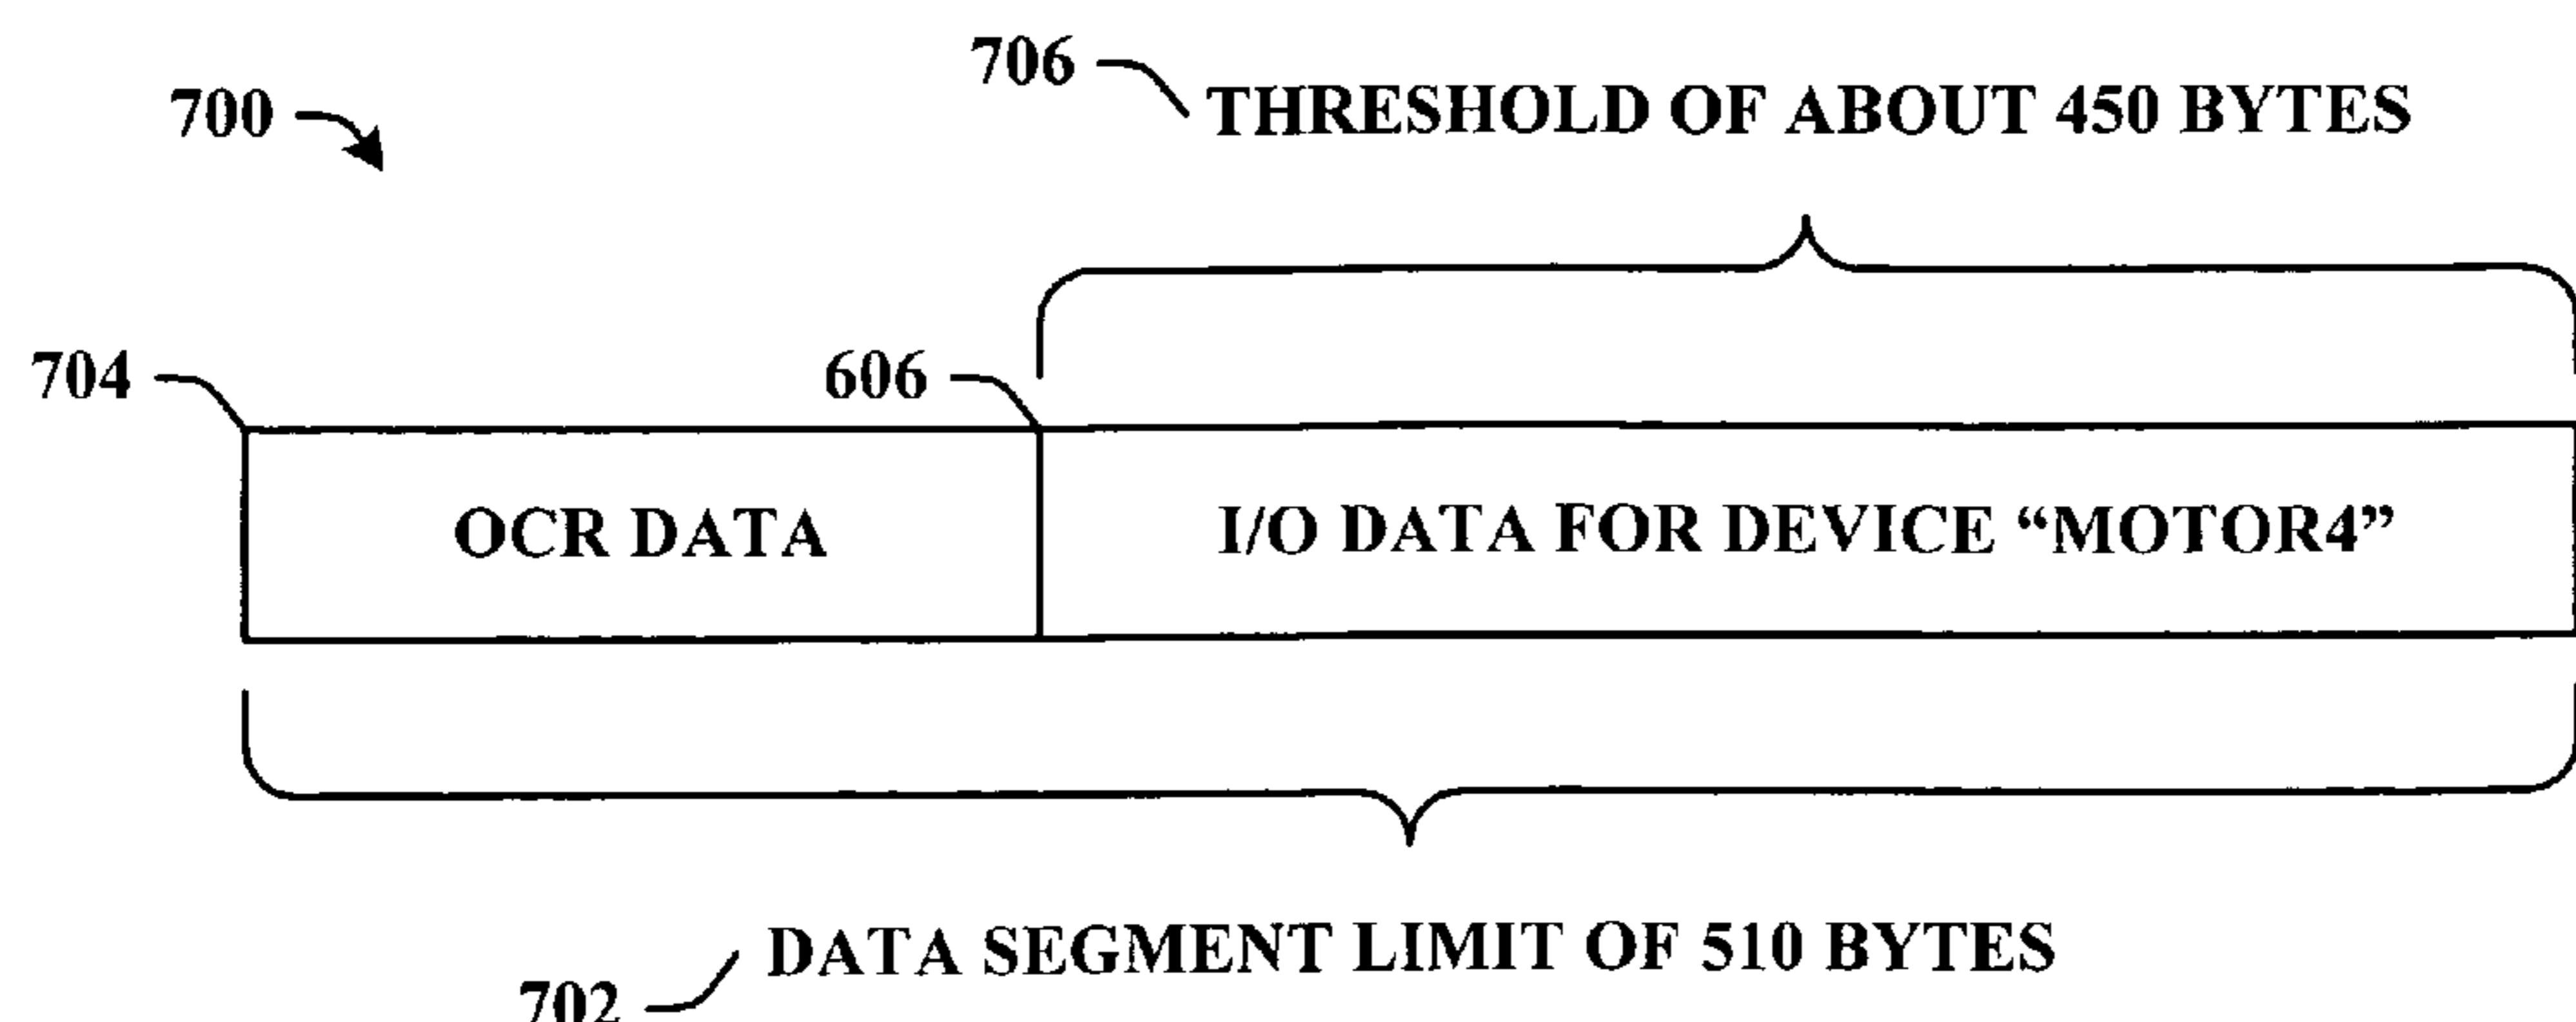 706
THRESHOLD OF ABOUT 450 BYTES
700
704
606
OCR DATA
I/O DATA FOR DEVICE “MOTOR4”
DATA SEGMENT LIMIT OF 510 BYTES
702